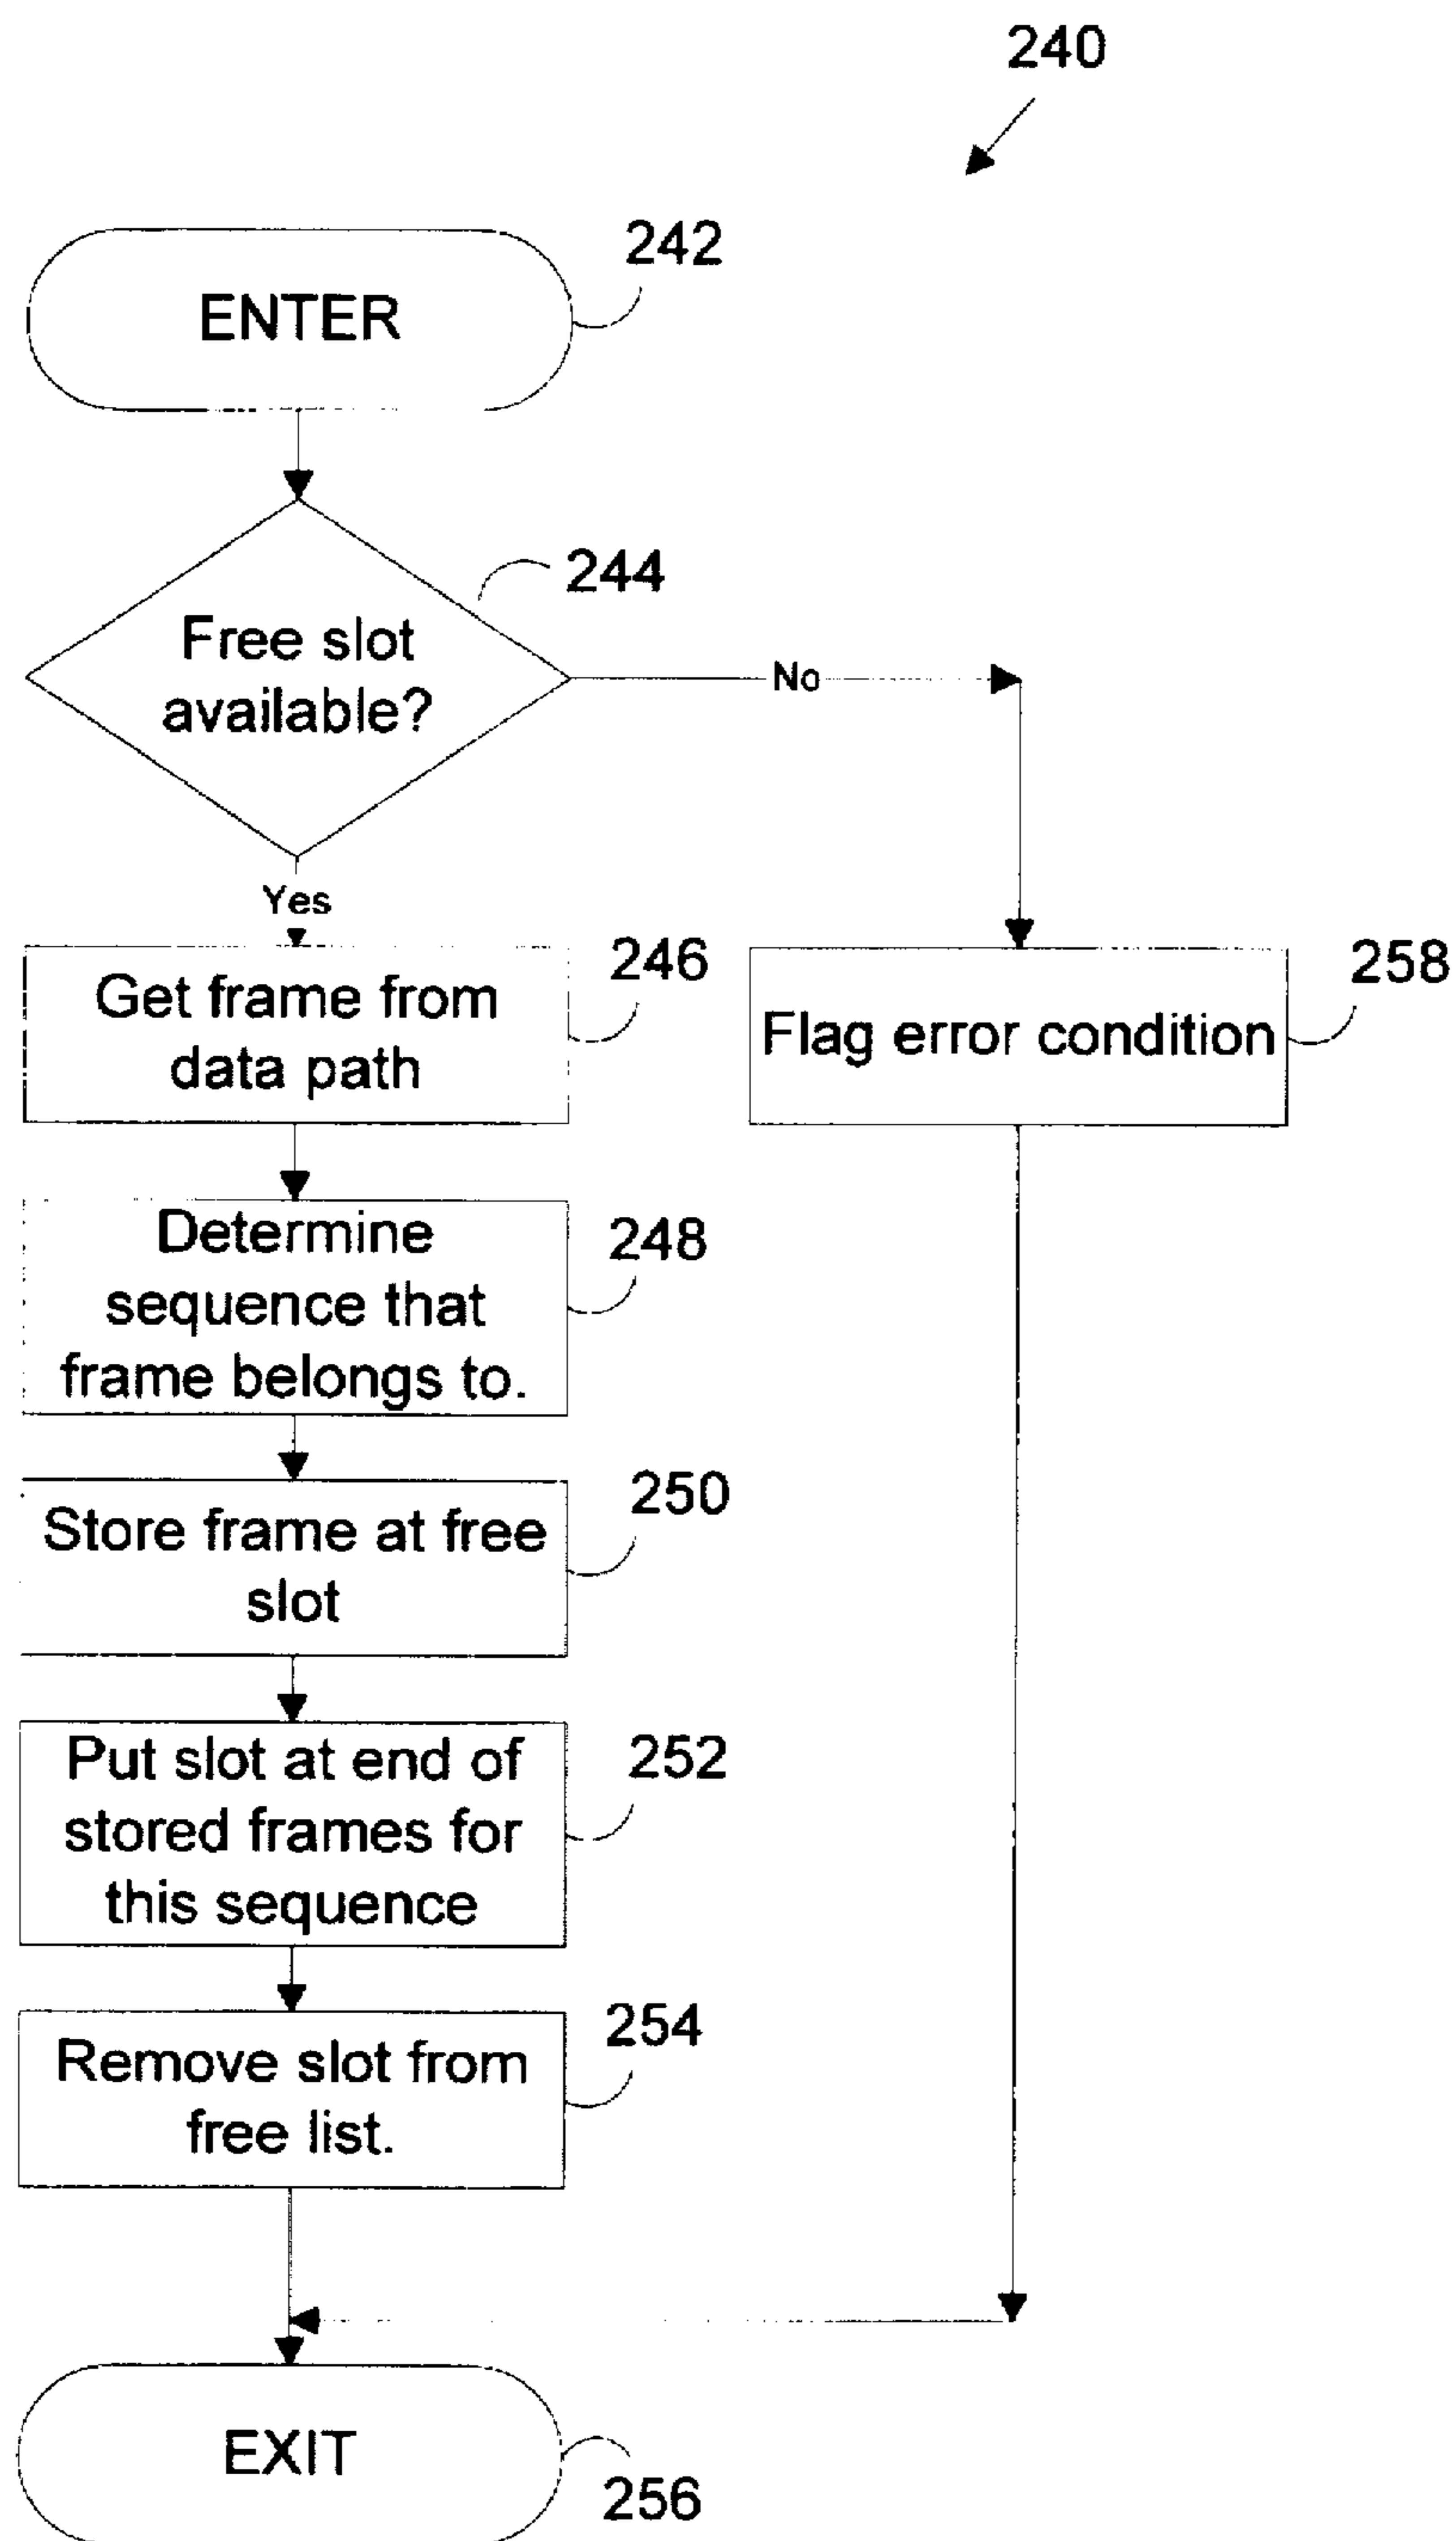 240
242
ENTER
244
Free slot
available?
No
Yes
246
Get frame from
data path
258
Flag error condition
248
Determine
sequence that
frame belongs to.
250
Store frame at free
slot
252
Put slot at end of
stored frames for
this sequence
254
Remove slot from
free list.
EXIT
256